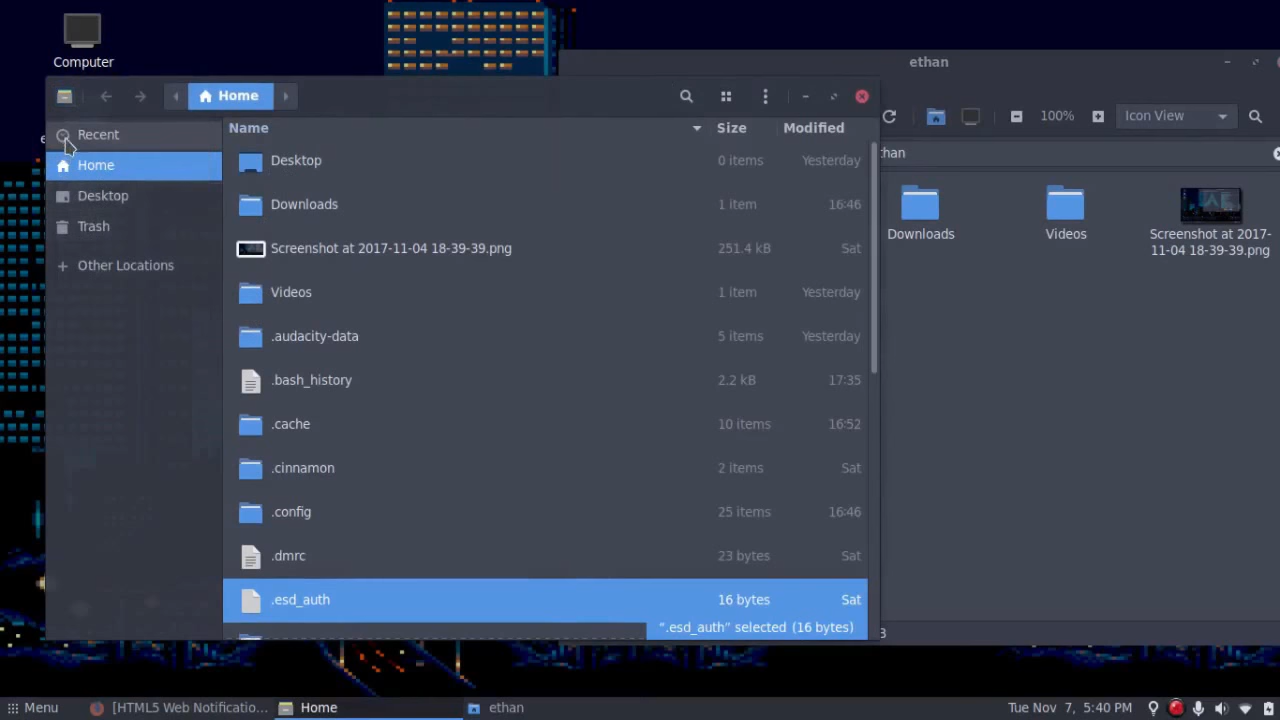 Computer
ethan
Home
100%
Icon View
Recent
Home
Desktop
Trash
Other Locations
Name Size Modified
Desktop 0 items Yesterday
Downloads 1 item 16:46
Screenshot at 2017-11-04 18-39-39.png 251.4 kB Sat
Videos 1 item Yesterday
.audacity-data 5 items Yesterday
.bash_history 2.2 kB 17:35
.cache 10 items 16:52
.cinnamon 2 items Sat
.config 25 items 16:46
.dmrc 23 bytes Sat
.esd_auth 16 bytes Sat
“.esd_auth” selected (16 bytes)
han
Downloads
Videos
Screenshot at 2017-
11-04 18-39-39.png
3
Menu
[HTML5 Web Notificatio...
Home
ethan
Tue Nov 7, 5:40 PM